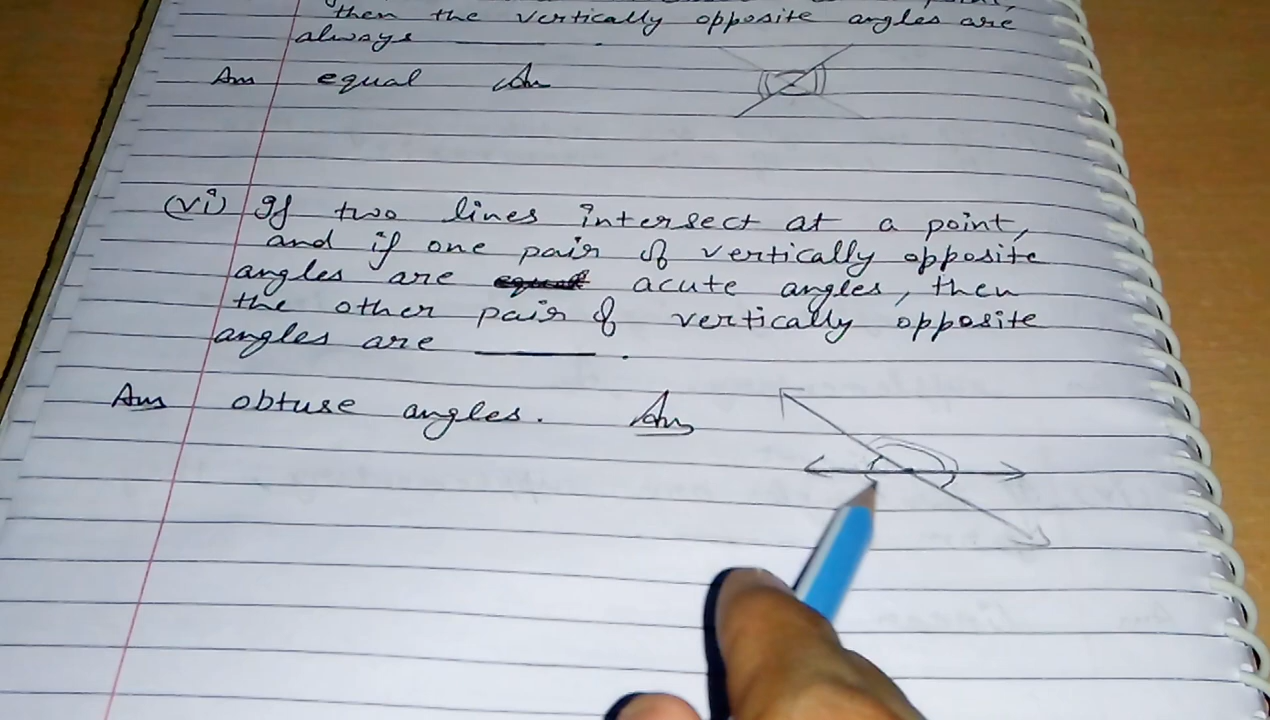 then the vertically opposite angles are
always ______.
Ans equal Ans
(vi) If two lines intersect at a point,
and if one pair of vertically opposite
angles are acute angles, then
the other pair of vertically opposite
angles are ______.
Ans obtuse angles. Ans